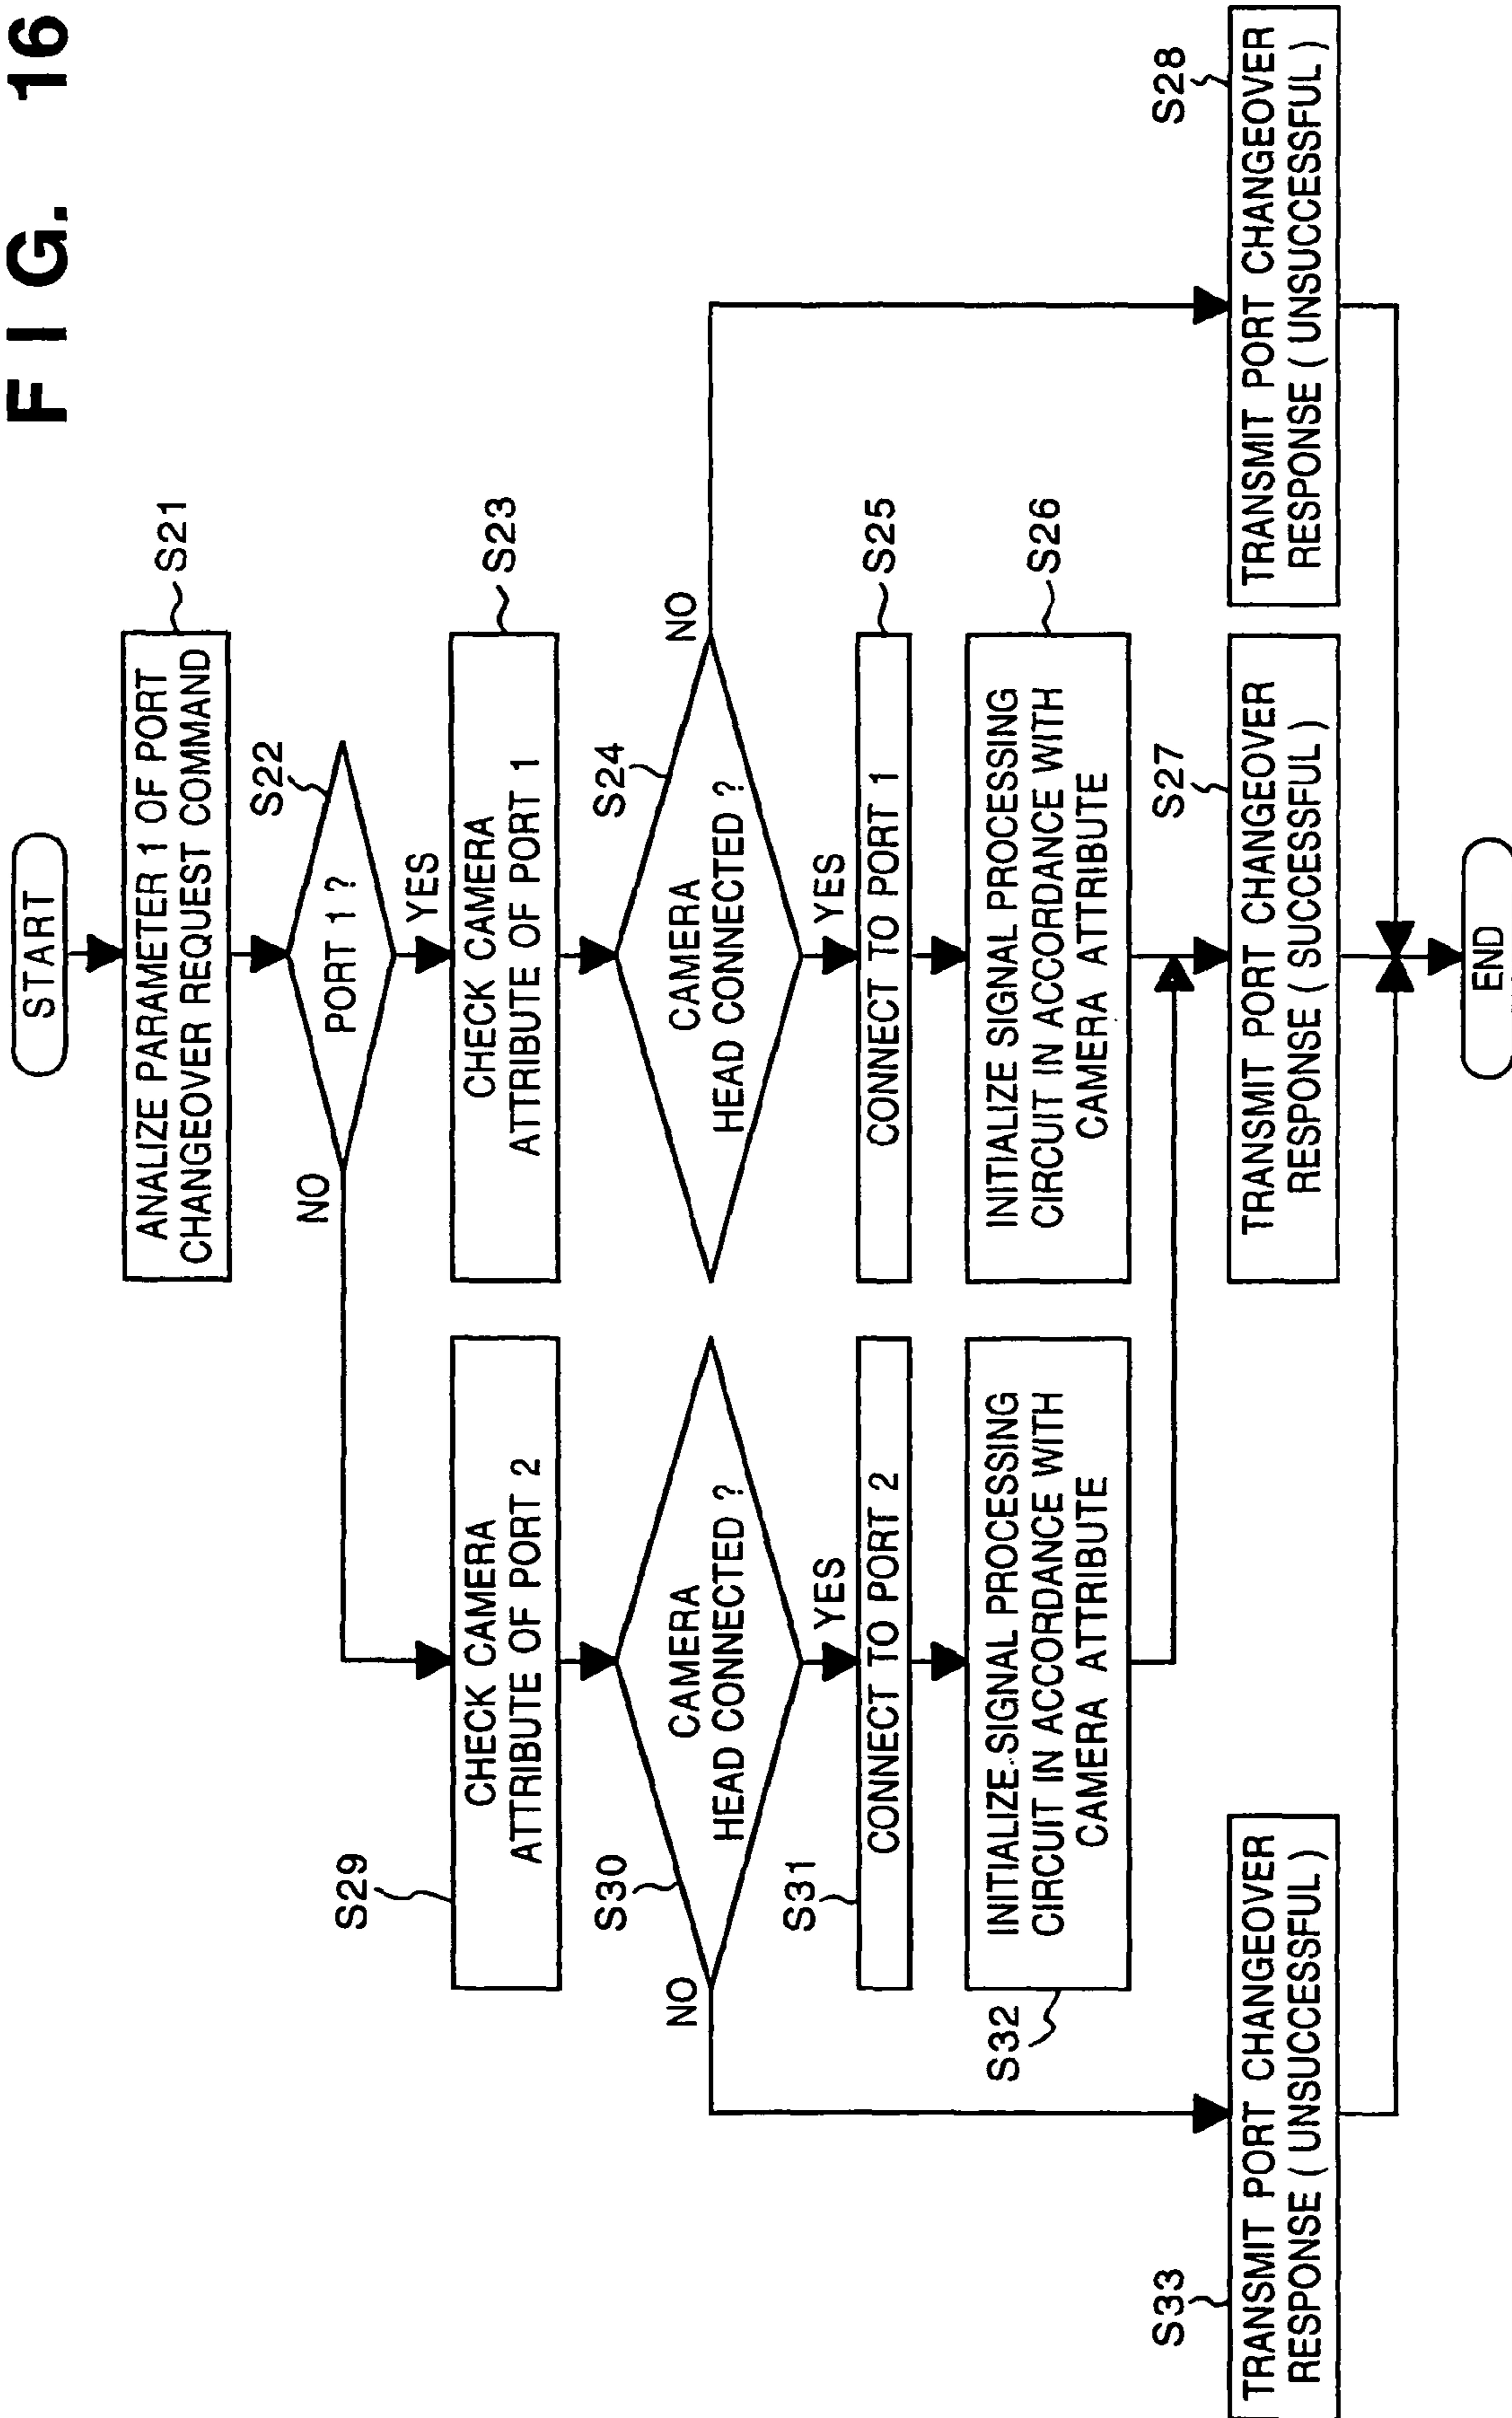 FIG. 16
START
ANALIZE PARAMETER 1 OF PORT
CHANGEOVER REQUEST COMMAND
S21
S22
PORT 1 ?
NO
YES
CHECK CAMERA
ATTRIBUTE OF PORT 1
S23
S24
CAMERA
HEAD CONNECTED ?
NO
YES
CONNECT TO PORT 1
S25
INITIALIZE SIGNAL PROCESSING
CIRCUIT IN ACCORDANCE WITH
CAMERA ATTRIBUTE
S26
S27
TRANSMIT PORT CHANGEOVER
RESPONSE ( SUCCESSFUL )
S28
TRANSMIT PORT CHANGEOVER
RESPONSE ( UNSUCCESSFUL )
S29
CHECK CAMERA
ATTRIBUTE OF PORT 2
S30
CAMERA
HEAD CONNECTED ?
NO
YES
S31
CONNECT TO PORT 2
S32
INITIALIZE SIGNAL PROCESSING
CIRCUIT IN ACCORDANCE WITH
CAMERA ATTRIBUTE
S33
TRANSMIT PORT CHANGEOVER
RESPONSE ( UNSUCCESSFUL )
END